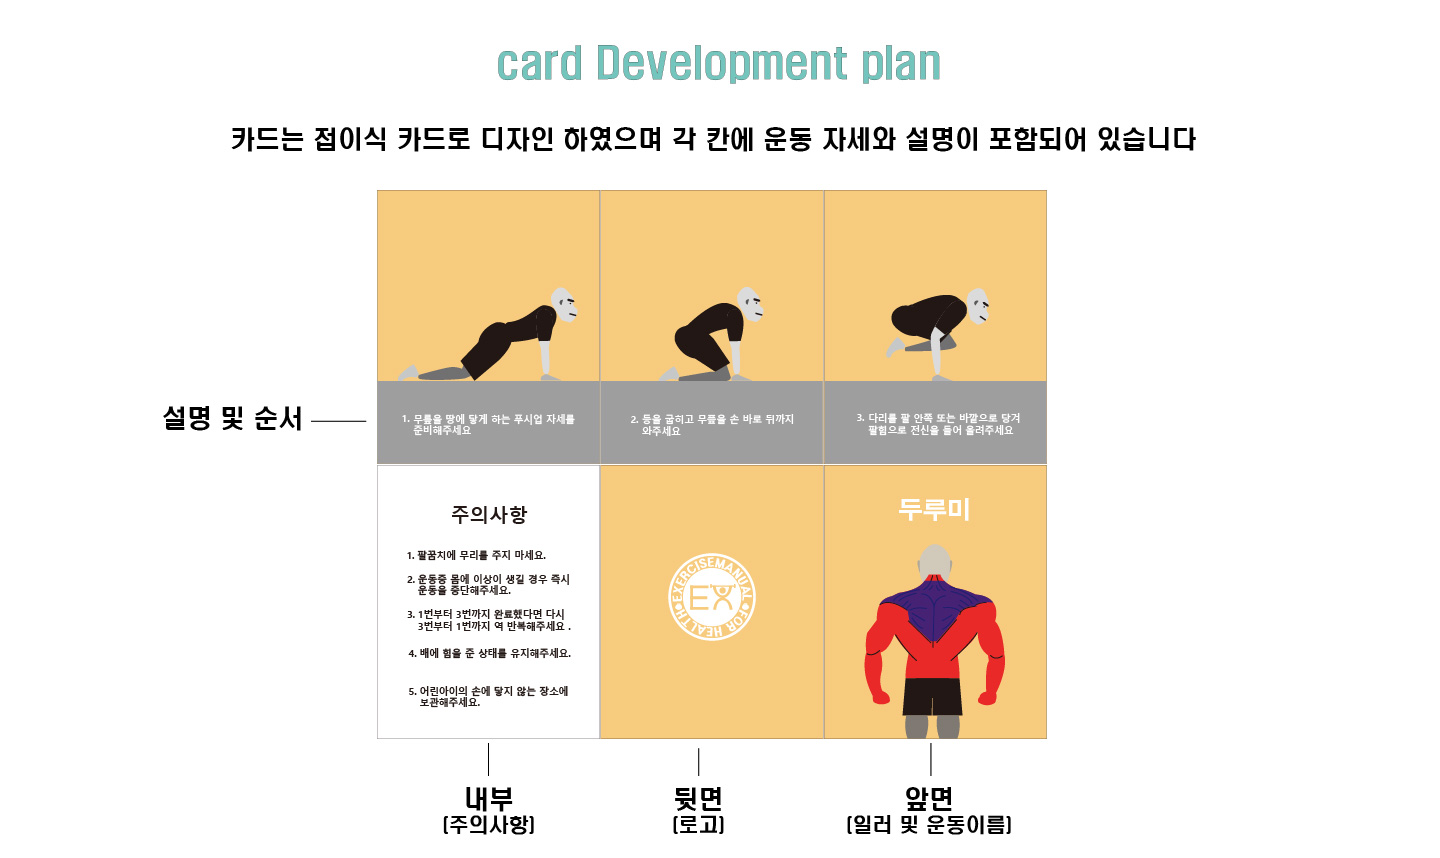 card Development plan
카드는 접이식 카드로 디자인 하였으며 각 칸에 운동 자세와 설명이 포함되어 있습니다
설명 및 순서
1. 무릎을 땅에 닿게 하는 푸시업 자세를
준비해주세요
2. 등을 굽히고 무릎을 손 바로 뒤까지
와주세요
3. 다리를 팔 안쪽 또는 바깥으로 당겨
팔힘으로 전신을 들어 올려주세요
주의사항
1. 팔꿈치에 무리를 주지 마세요.
2. 운동중 몸에 이상이 생길 경우 즉시
운동을 중단해주세요.
3. 1번부터 3번까지 완료했다면 다시
3번부터 1번까지 역 반복해주세요 .
4. 배에 힘을 준 상태를 유지해주세요.
5. 어린아이의 손에 닿지 않는 장소에
보관해주세요.
EXERCISEMANUAL
EX
FOR HEALTH
두루미
내부
(주의사항)
뒷면
(로고)
앞면
(일러 및 운동이름)